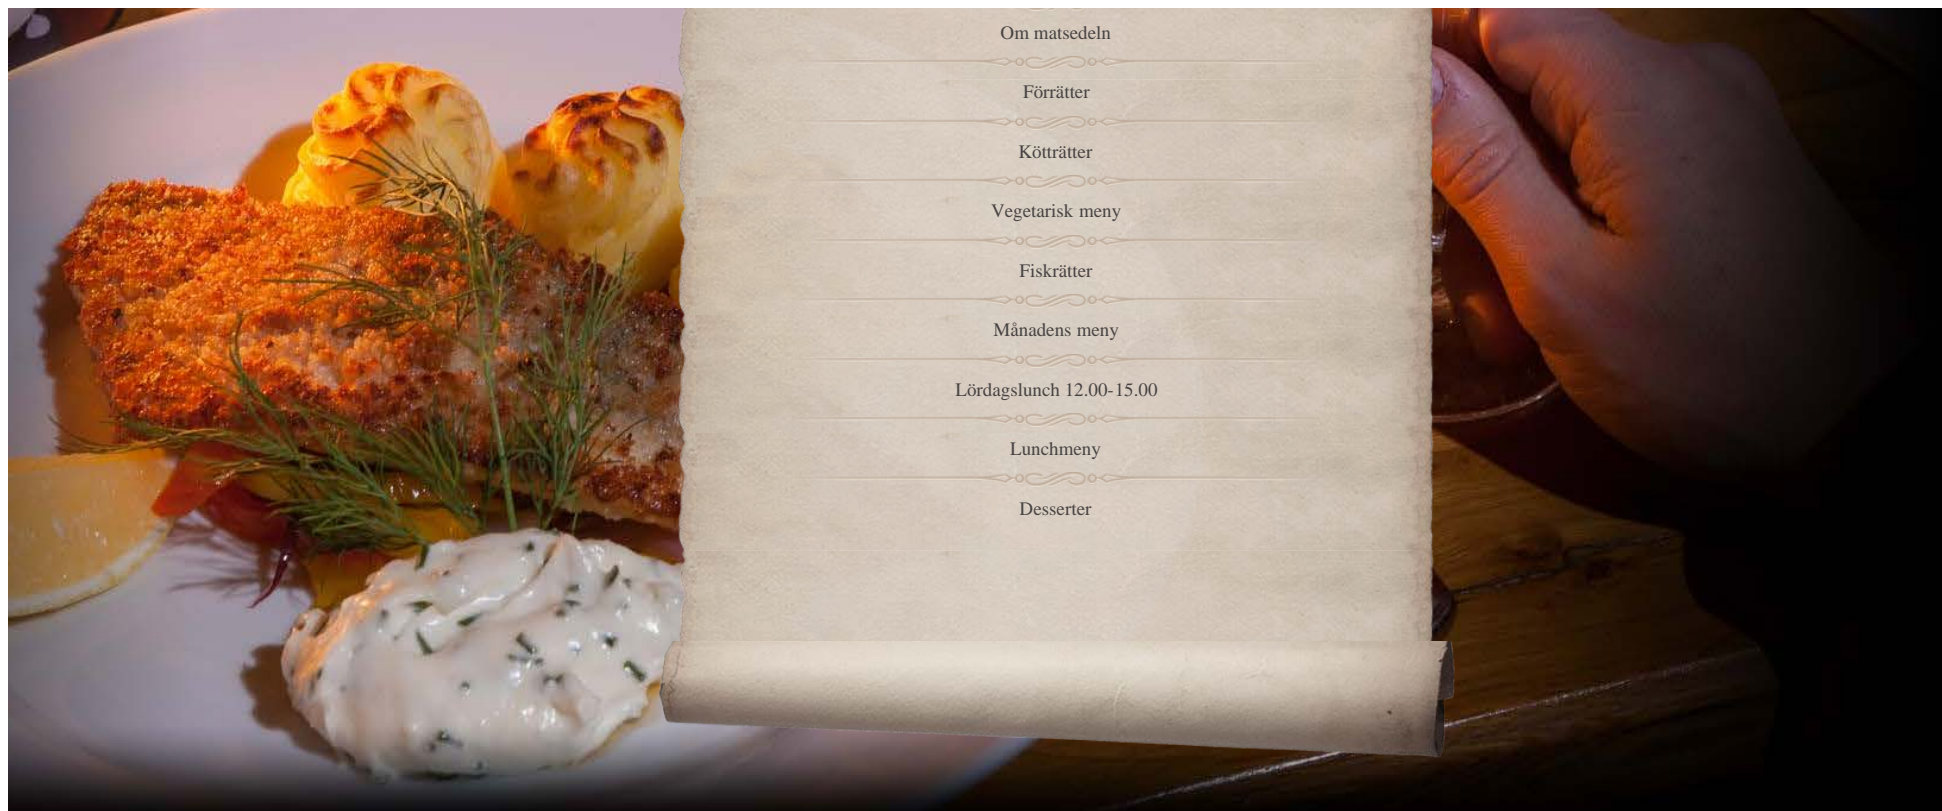 Om matsedeln
Förrätter
Kötträtter
Vegetarisk meny
Fiskrätter
Månadens meny
Lördagslunch 12.00-15.00
Lunchmeny
Desserter